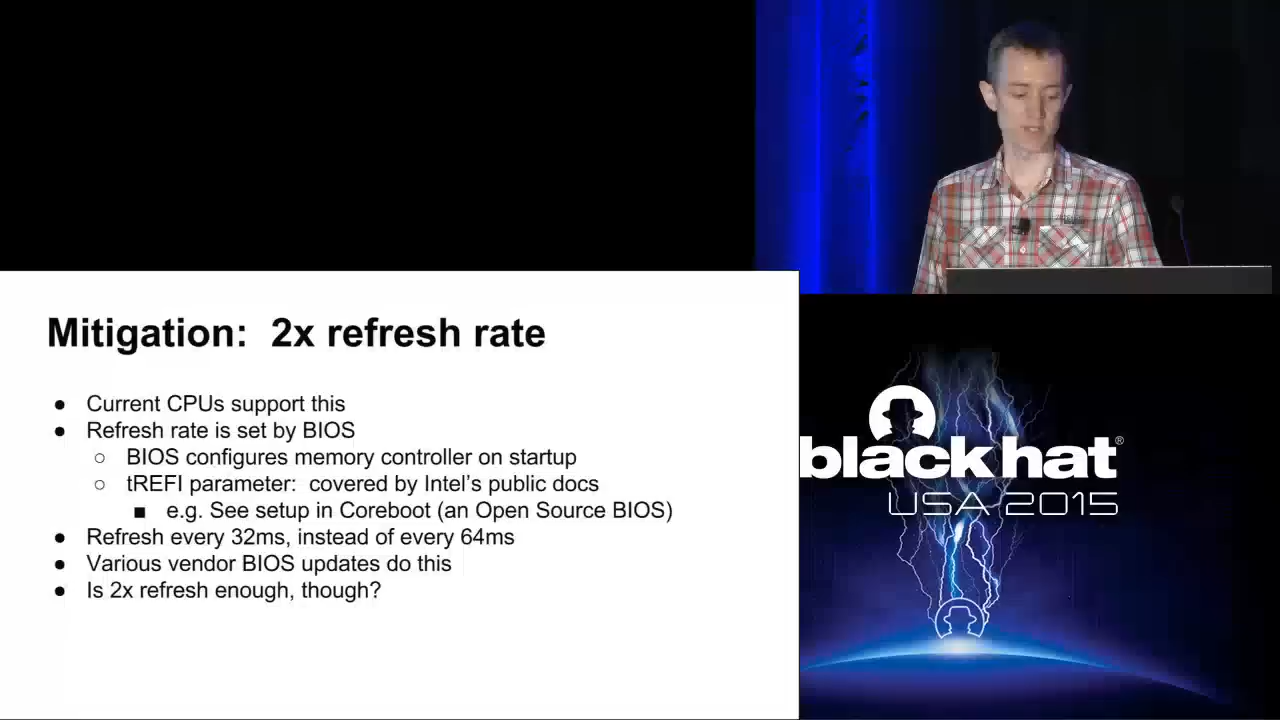 Mitigation: 2x refresh rate
● Current CPUs support this
● Refresh rate is set by BIOS
○ BIOS configures memory controller on startup
○ tREFI parameter: covered by Intel's public docs
■ e.g. See setup in Coreboot (an Open Source BIOS)
● Refresh every 32ms, instead of every 64ms
● Various vendor BIOS updates do this
● Is 2x refresh enough, though?
black hat®
USA 2015